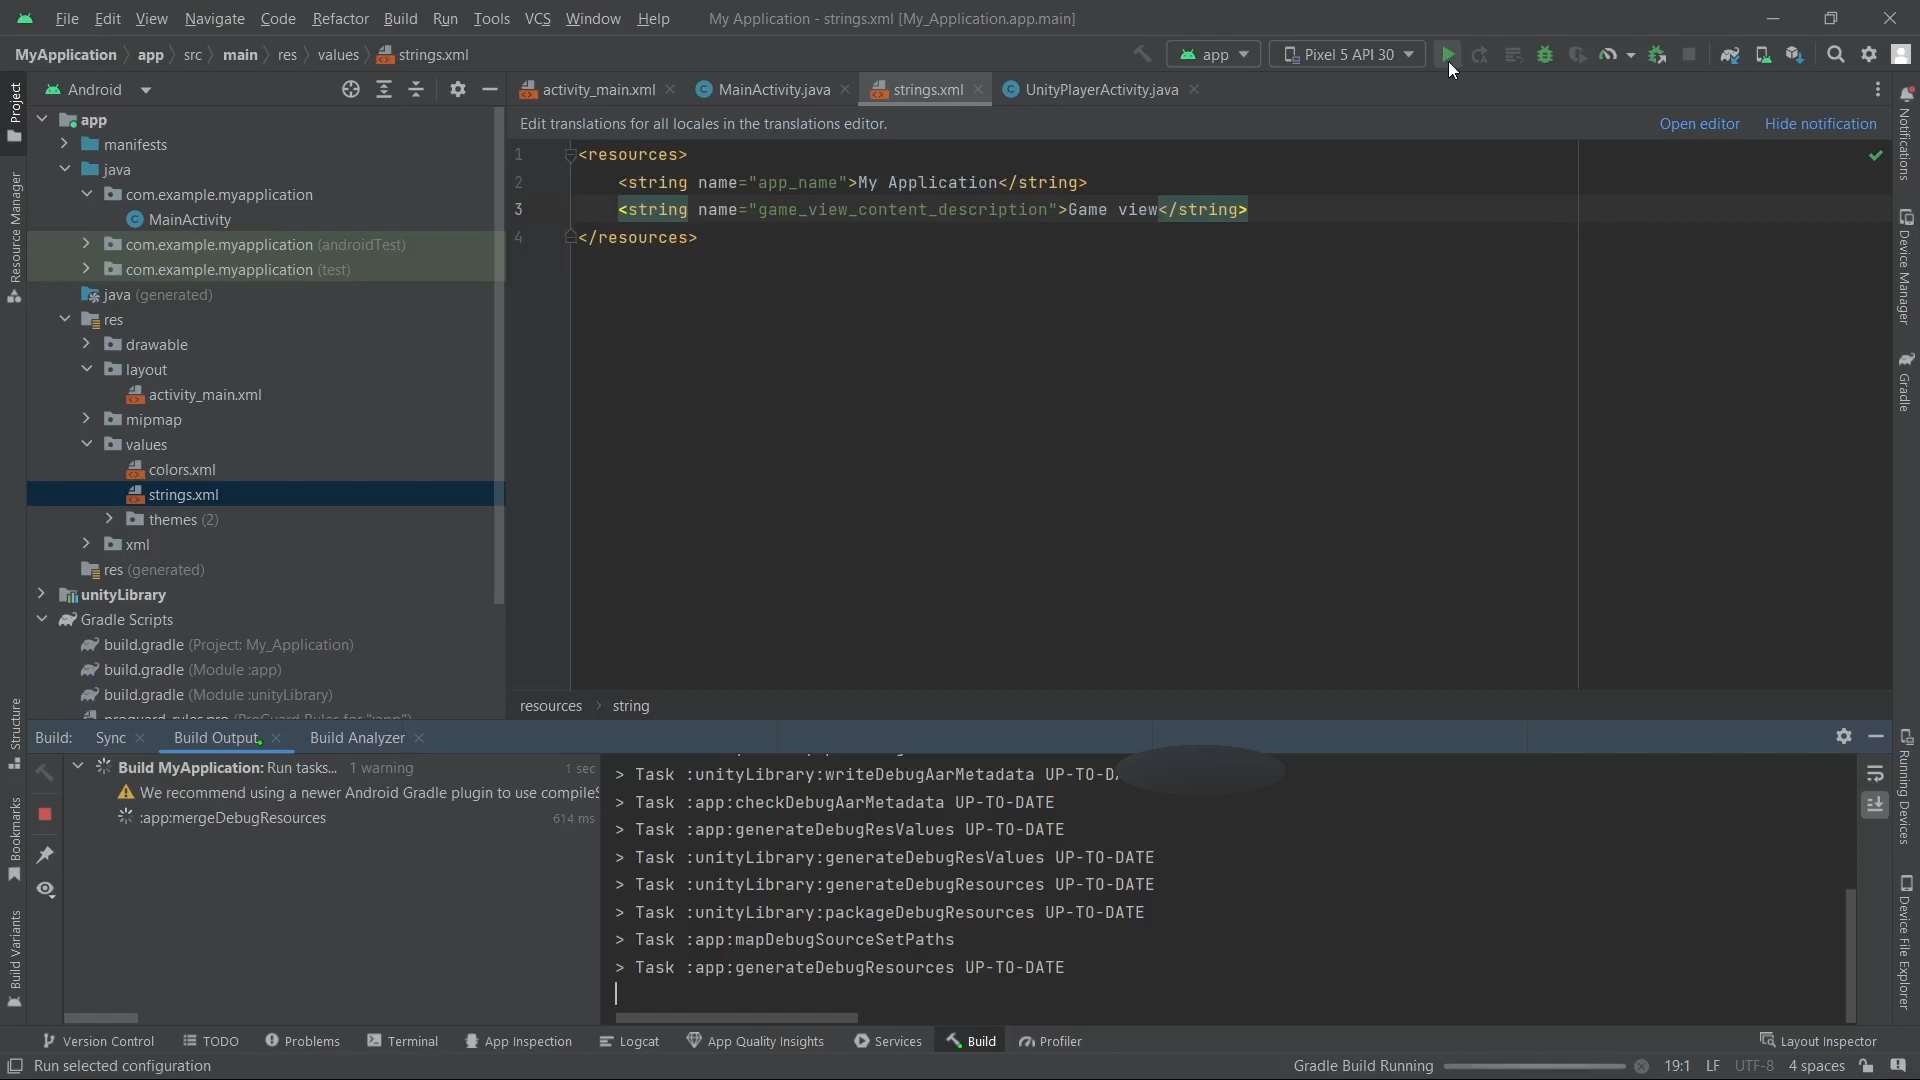 File Edit View Navigate Code Refactor Build Run Tools VCS Window Help My Application - strings.xml [My_Application.app.main]
MyApplication app src main res values strings.xml app Pixel 5 API 30
Android
activity_main.xml MainActivity.java strings.xml UnityPlayerActivity.java
Edit translations for all locales in the translations editor. Open editor Hide notification
Project
Resource Manager
Structure
Bookmarks
Build Variants
app
manifests
java
com.example.myapplication
MainActivity
com.example.myapplication (androidTest)
com.example.myapplication (test)
java (generated)
res
drawable
layout
activity_main.xml
mipmap
values
colors.xml
strings.xml
themes (2)
xml
res (generated)
unityLibrary
Gradle Scripts
build.gradle (Project: My_Application)
build.gradle (Module :app)
build.gradle (Module :unityLibrary)
1 <resources>
2 <string name="app_name">My Application</string>
3 <string name="game_view_content_description">Game view</string>
4 </resources>
resources string
Notifications
Device Manager
Gradle
Running Devices
Device File Explorer
Build: Sync Build Output Build Analyzer
Build MyApplication: Run tasks... 1 warning 1 sec
We recommend using a newer Android Gradle plugin to use compileS
:app:mergeDebugResources 614 ms
> Task :unityLibrary:writeDebugAarMetadata UP-TO-DA
> Task :app:checkDebugAarMetadata UP-TO-DATE
> Task :app:generateDebugResValues UP-TO-DATE
> Task :unityLibrary:generateDebugResValues UP-TO-DATE
> Task :unityLibrary:generateDebugResources UP-TO-DATE
> Task :unityLibrary:packageDebugResources UP-TO-DATE
> Task :app:mapDebugSourceSetPaths
> Task :app:generateDebugResources UP-TO-DATE
Version Control TODO Problems Terminal App Inspection Logcat App Quality Insights Services Build Profiler Layout Inspector
Run selected configuration Gradle Build Running 19:1 LF UTF-8 4 spaces